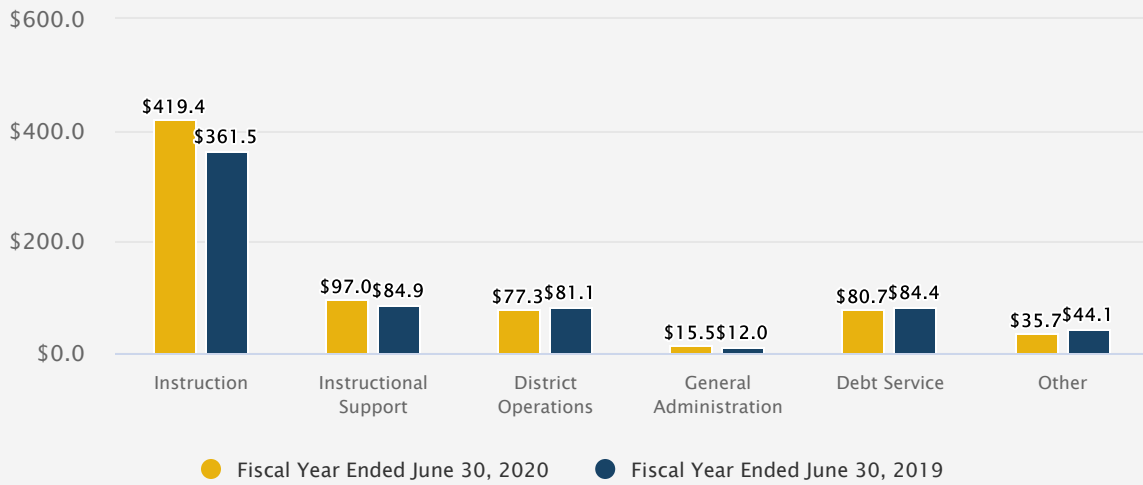 $600.0
$400.0
$200.0
$0.0
$419.4
$361.5
$97.0
$84.9
$77.3
$81.1
$15.5
$12.0
$80.7
$84.4
$35.7
$44.1
Instruction
Instructional
Support
District
Operations
General
Administration
Debt Service
Other
Fiscal Year Ended June 30, 2020
Fiscal Year Ended June 30, 2019